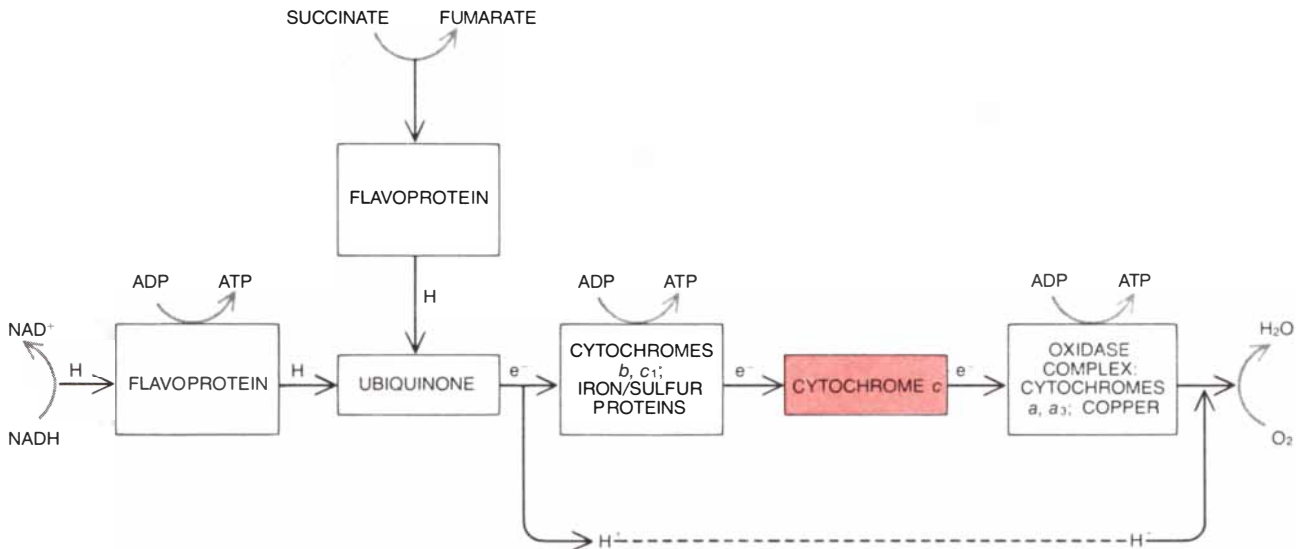 SUCCINATE
FUMARATE
FLAVOPROTEIN
H
ADP
ATP
ADP
ATP
ADP
ATP
NAD⁺
H
NADH
FLAVOPROTEIN
H
UBIQUINONE
e⁻
CYTOCHROMES
b, c₁;
IRON/SULFUR
PROTEINS
e⁻
CYTOCHROME c
e⁻
OXIDASE
COMPLEX:
CYTOCHROMES
a, a₃; COPPER
H₂O
O₂
H⁺
H⁺